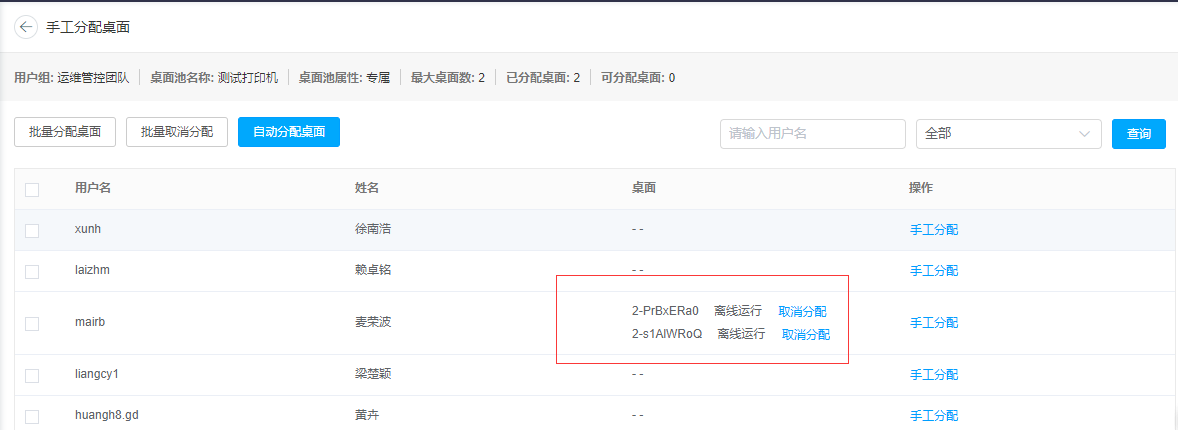 手工分配桌面
用户组: 运维管控团队 桌面池名称: 测试打印机 桌面池属性: 专属 最大桌面数: 2 已分配桌面: 2 可分配桌面: 0
批量分配桌面 批量取消分配 自动分配桌面 请输入用户名 全部 查询
用户名 姓名 桌面 操作
xunh 徐南浩 - - 手工分配
laizhm 赖卓铭 - - 手工分配
2-PrBxERa0 离线运行 取消分配
mairb 麦荣波 手工分配
2-s1AlWRoQ 离线运行 取消分配
liangcy1 梁楚颖 - - 手工分配
huangh8.gd 黄卉 - - 手工分配